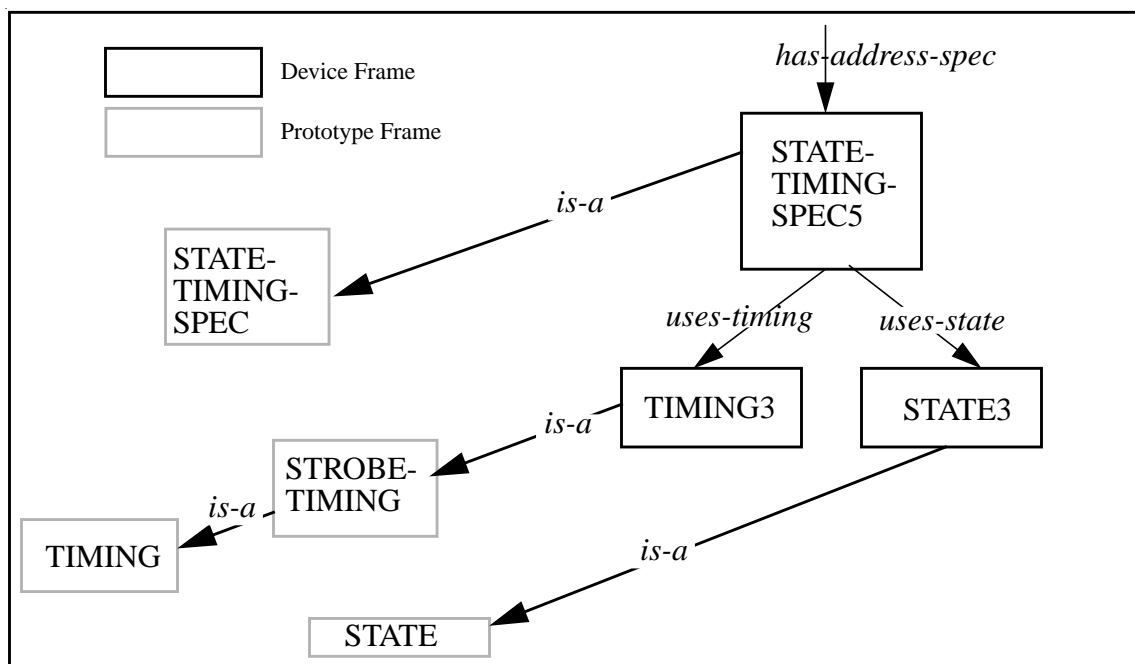 Device Frame
Prototype Frame
has-address-spec
STATE-
TIMING-
SPEC5
is-a
STATE-
TIMING-
SPEC
uses-timing
uses-state
TIMING3
STATE3
is-a
STROBE-
TIMING
is-a
TIMING
is-a
STATE